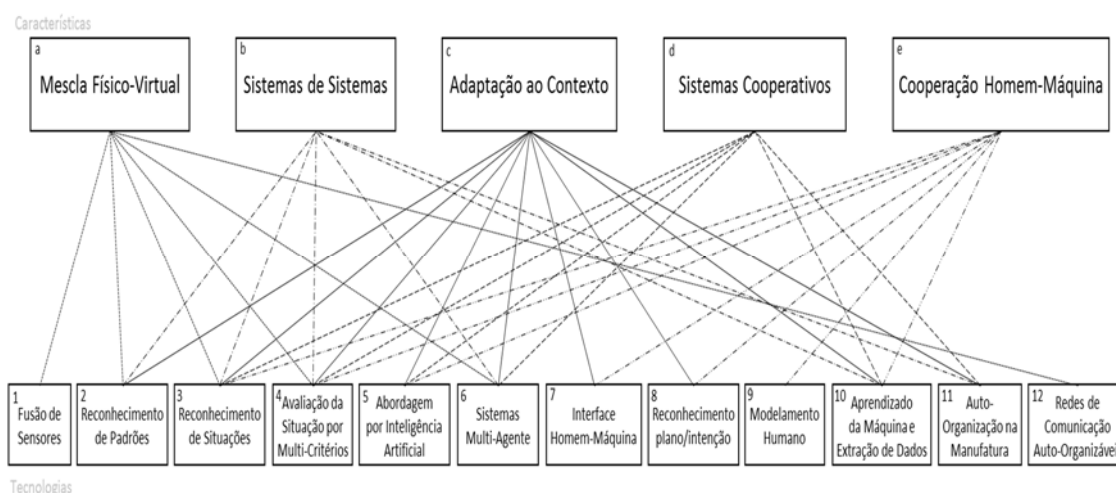 Características
a
Mescla Físico-Virtual
b
Sistemas de Sistemas
c
Adaptação ao Contexto
d
Sistemas Cooperativos
e
Cooperação Homem-Máquina
1
Fusão de
Sensores
2
Reconhecimento
de Padrões
3
Reconhecimento
de Situações
4
Avaliação da
Situação por
Multi-Critérios
5
Abordagem
por Inteligência
Artificial
6
Sistemas
Multi-Agente
7
Interface
Homem-Máquina
8
Reconhecimento
plano/intenção
9
Modelamento
Humano
10
Aprendizado
da Máquina e
Extração de Dados
11
Auto-
Organização na
Manufatura
12
Redes de
Comunicação
Auto-Organizável
Tecnologias